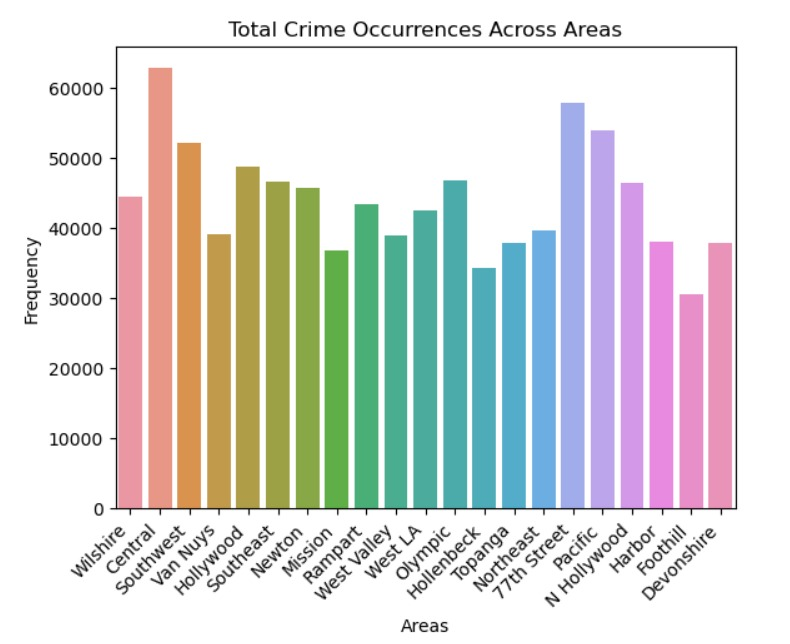 Total Crime Occurrences Across Areas
60000
50000
40000
30000
20000
10000
0
Frequency
Wilshire
Central
Southwest
Van Nuys
Hollywood
Southeast
Newton
Mission
Rampart
West Valley
West LA
Olympic
Hollenbeck
Topanga
Northeast
77th Street
Pacific
N Hollywood
Harbor
Foothill
Devonshire
Areas